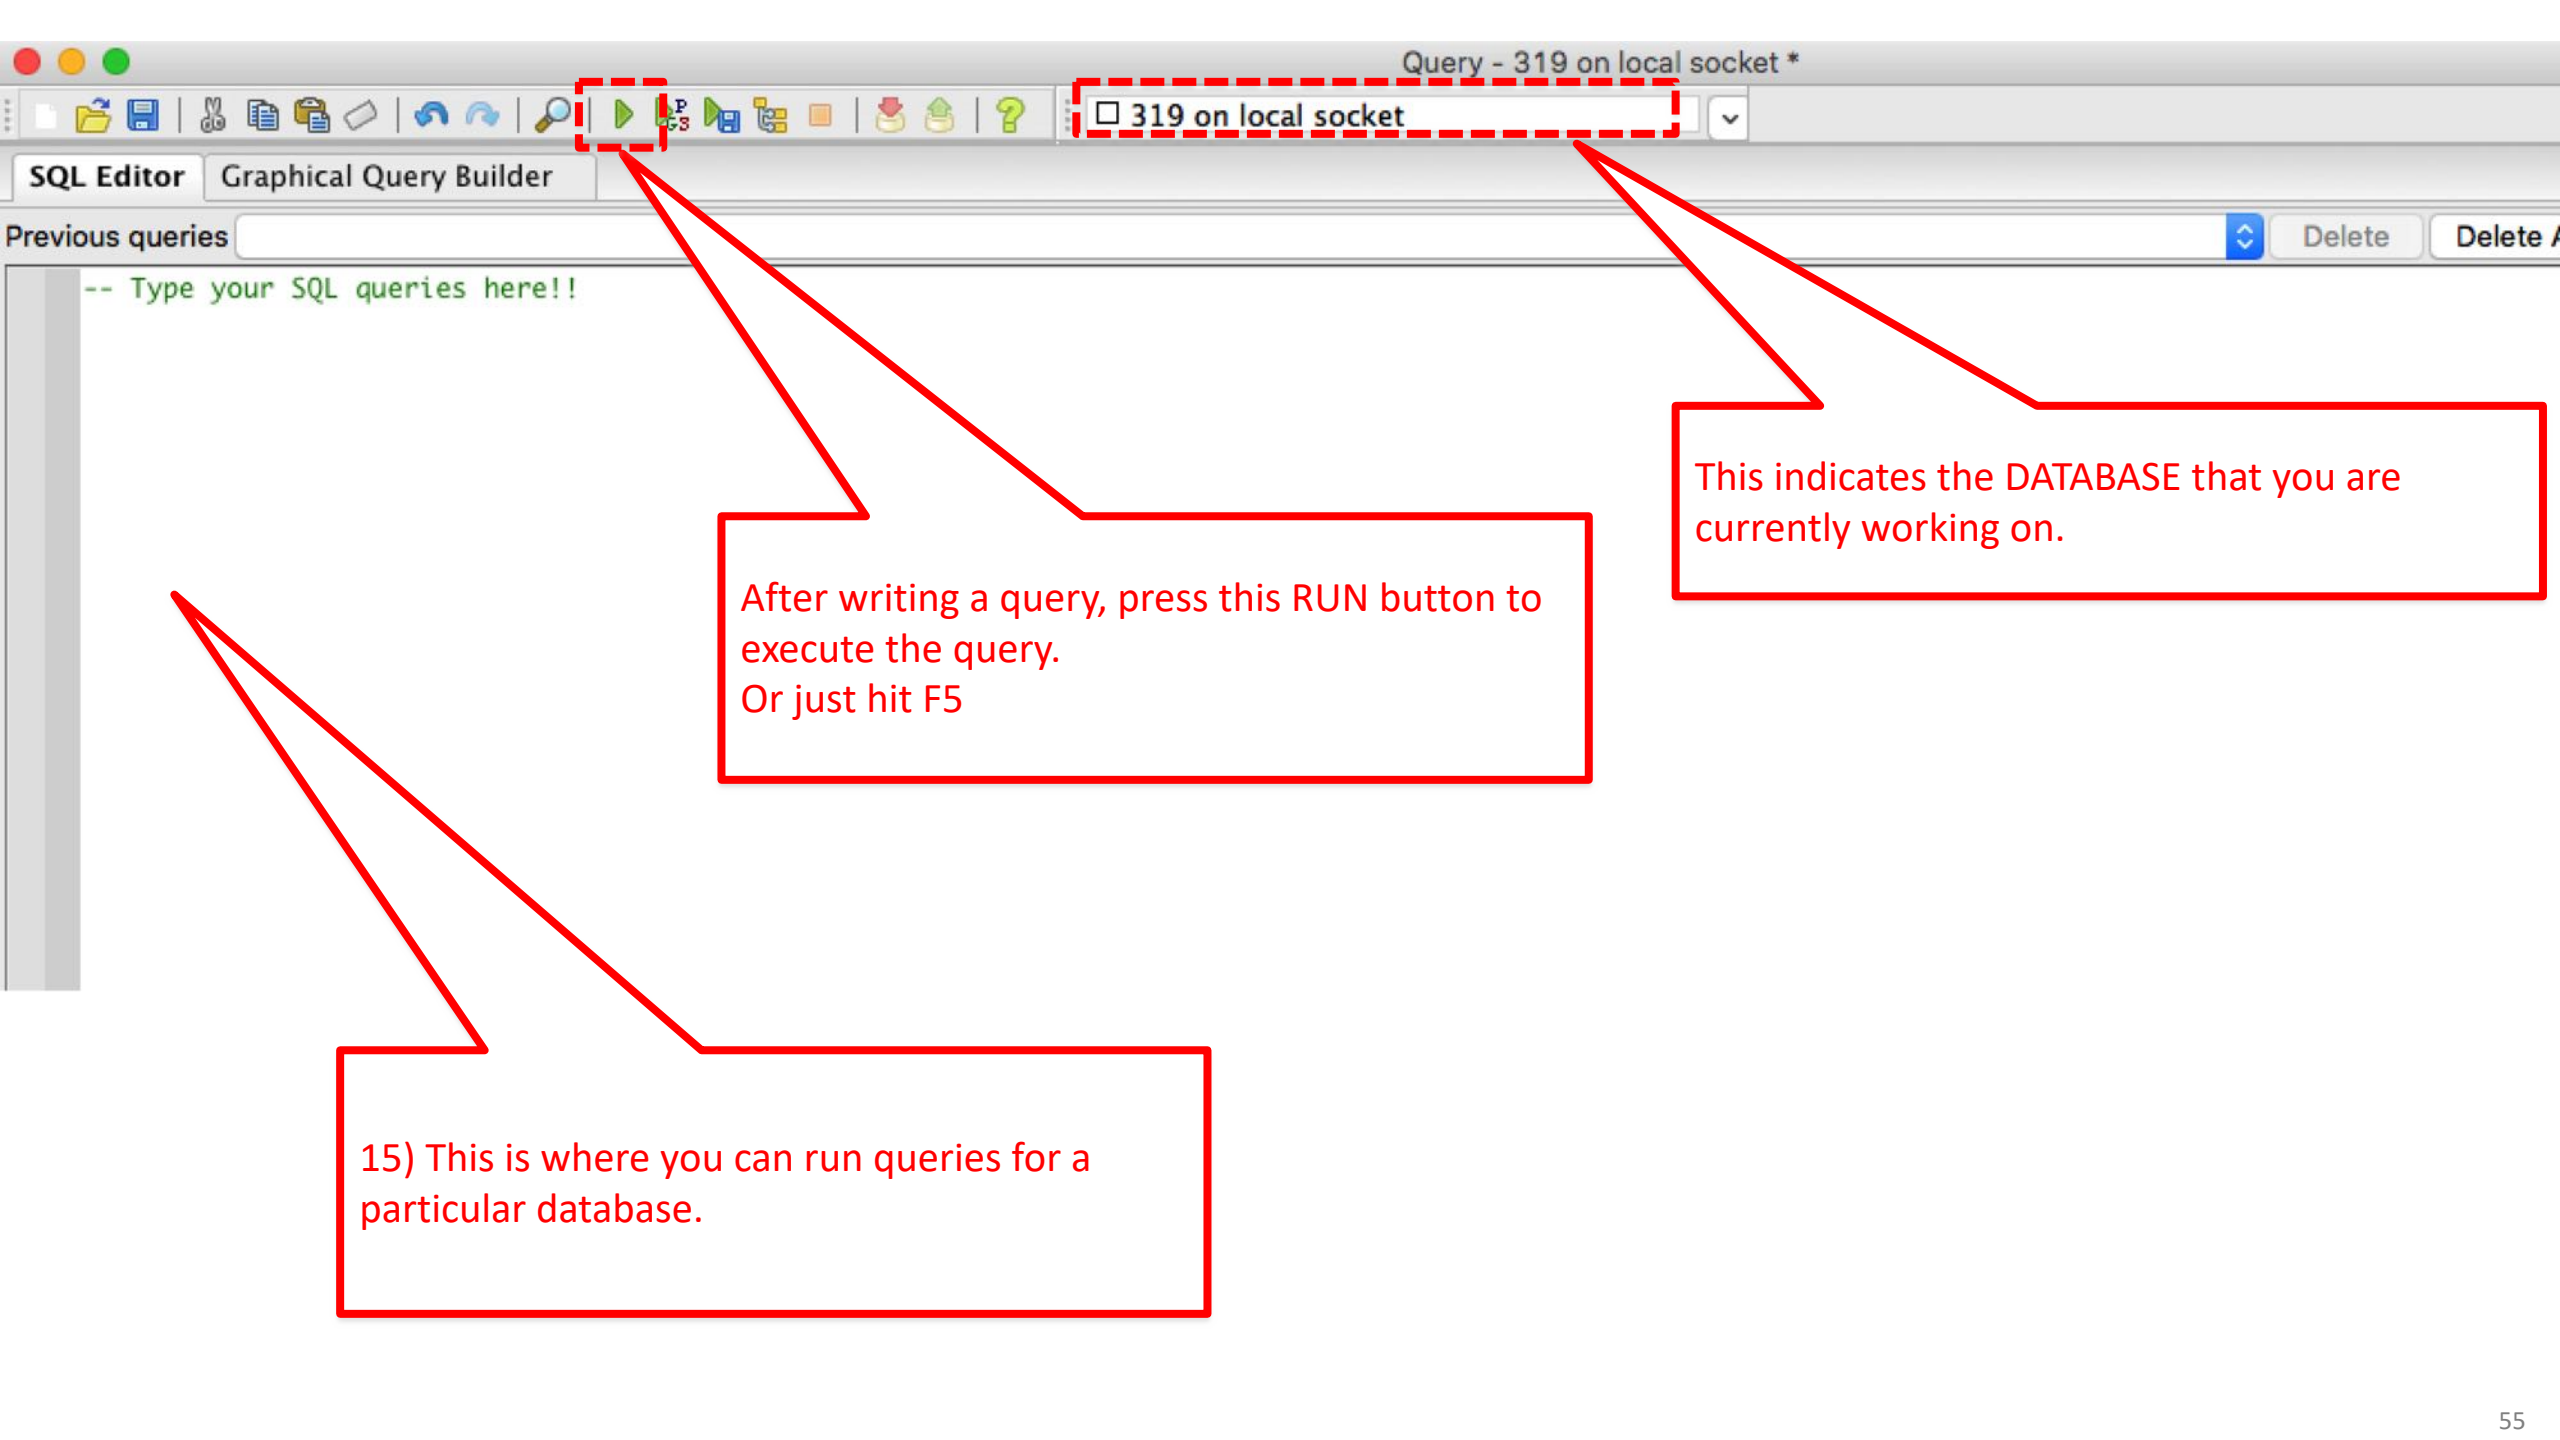 Query - 319 on local socket *
319 on local socket
SQL Editor
Graphical Query Builder
Previous queries
Delete
Delete A
-- Type your SQL queries here!!
This indicates the DATABASE that you are
currently working on.
After writing a query, press this RUN button to
execute the query.
Or just hit F5
15) This is where you can run queries for a
particular database.
55